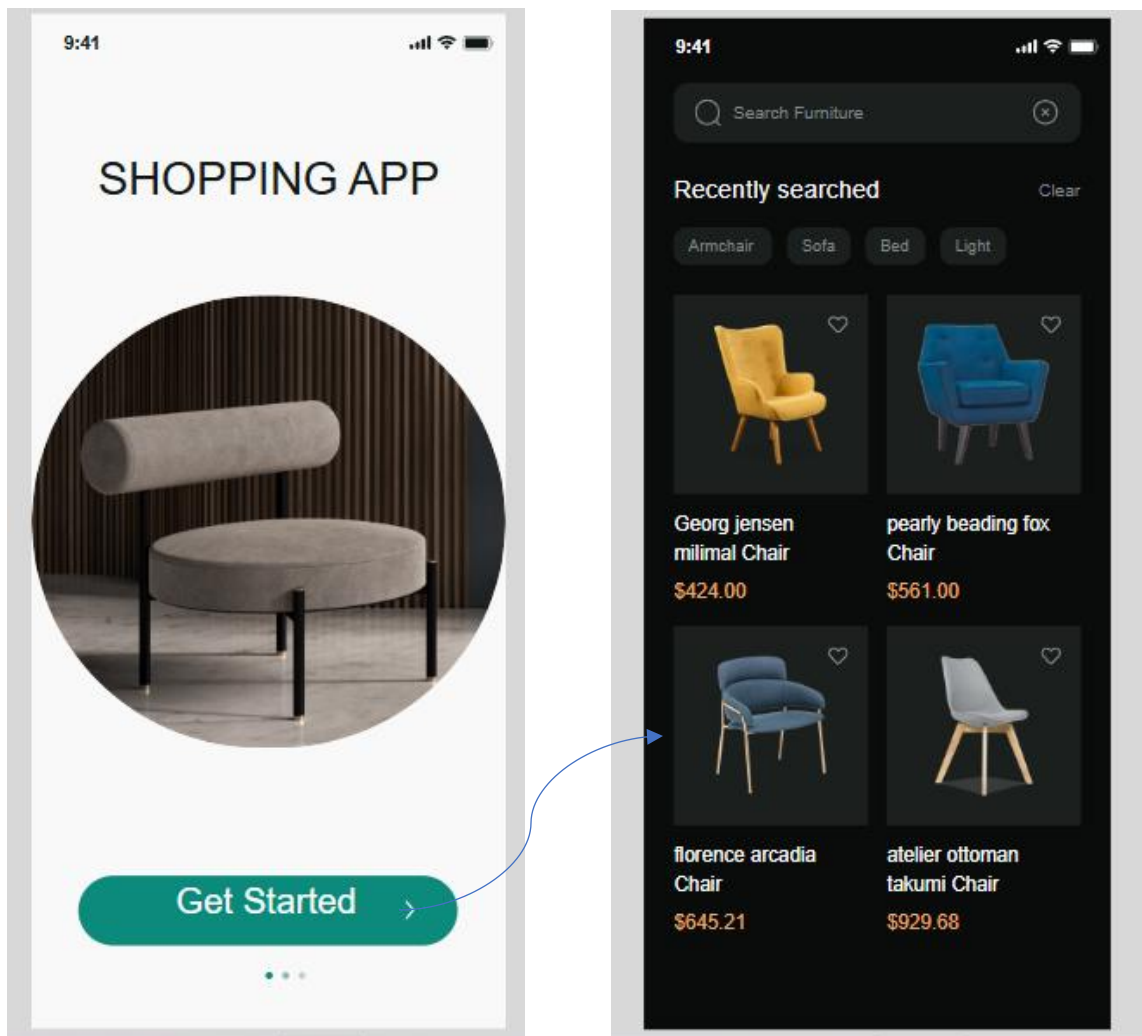 9:41
SHOPPING APP
Get Started
9:41
Search Furniture
Recently searched
Clear
Armchair
Sofa
Bed
Light
Georg jensen
milimal Chair
$424.00
pearly beading fox
Chair
$561.00
florence arcadia
Chair
$645.21
atelier ottoman
takumi Chair
$929.68